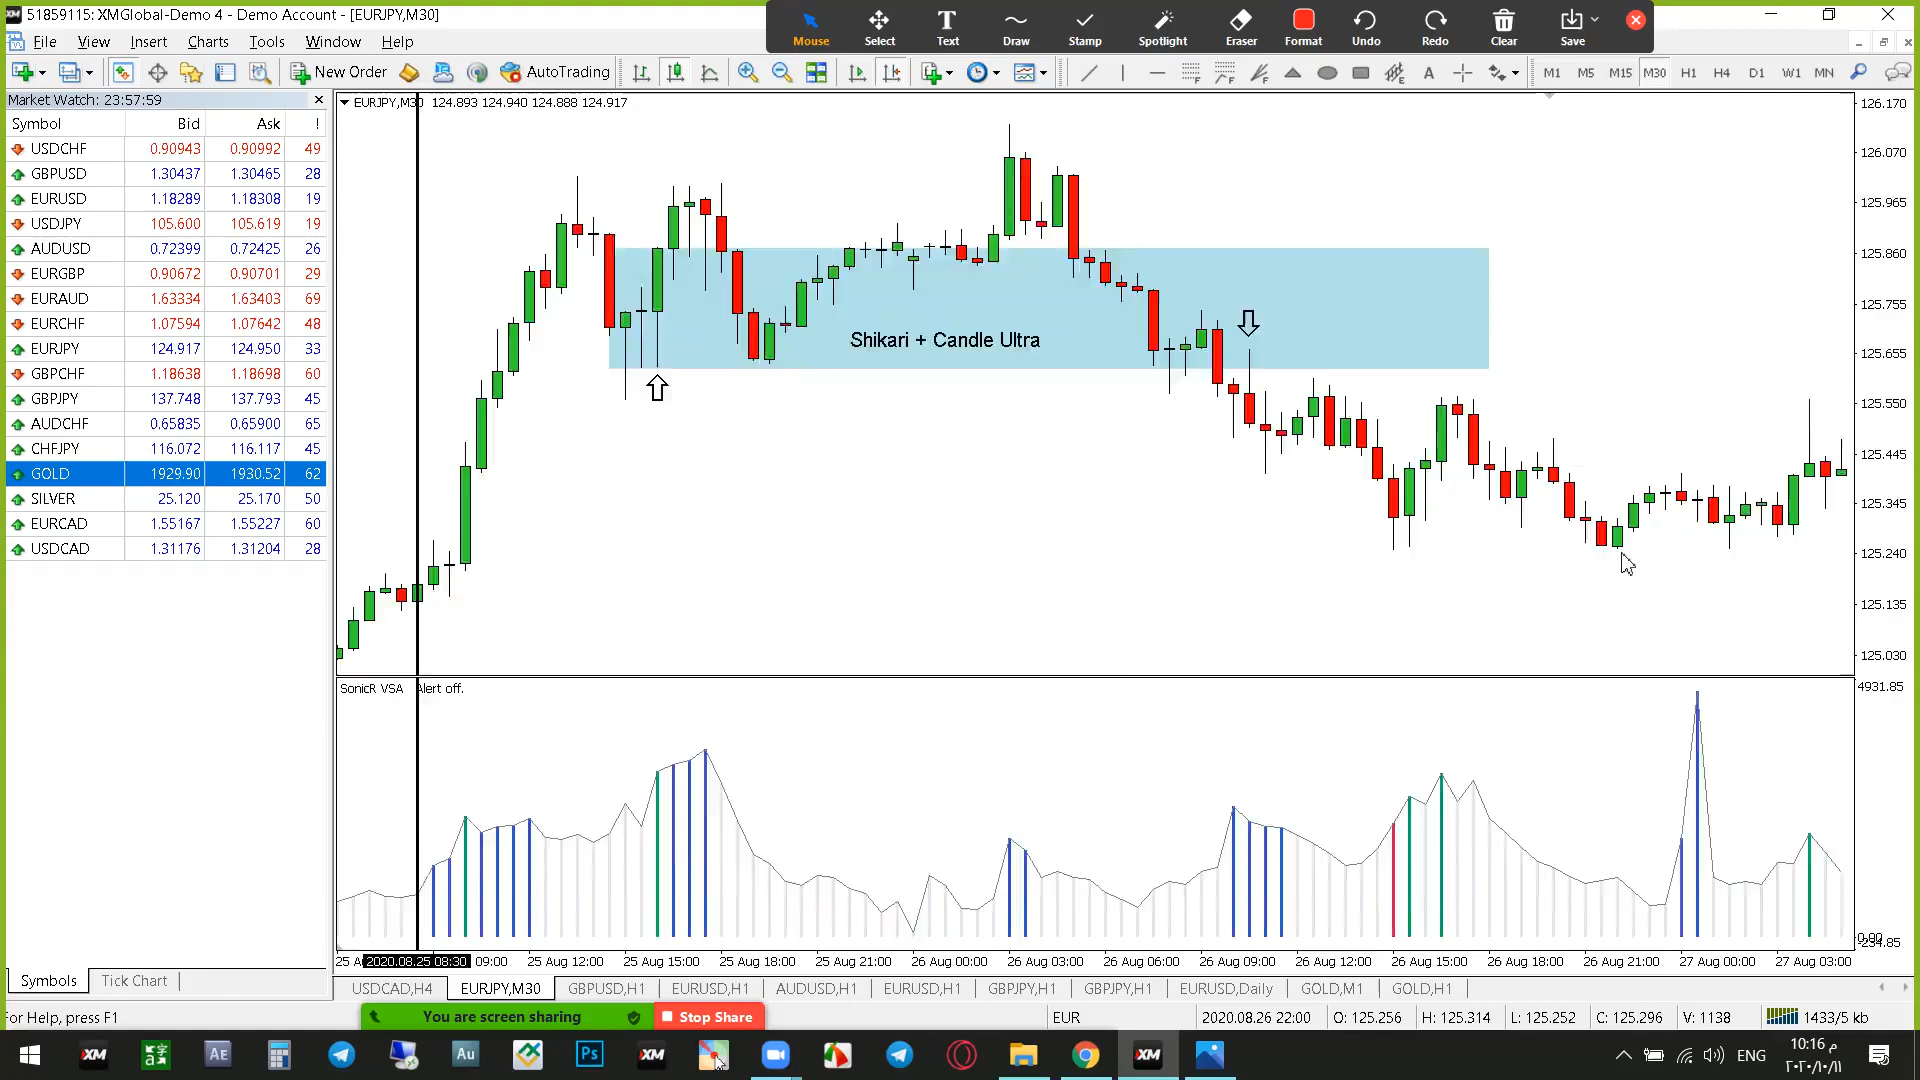 51859115: XMGlobal-Demo 4 - Demo Account - [EURJPY,M30]
Mouse Select Text Draw Stamp Spotlight Eraser Format Undo Redo Clear Save
File View Insert Charts Tools Window Help
New Order AutoTrading A M1 M5 M15 M30 H1 H4 D1 W1 MN
Market Watch: 23:57:59
Symbol Bid Ask !
USDCHF 0.90943 0.90992 49
GBPUSD 1.30437 1.30465 28
EURUSD 1.18289 1.18308 19
USDJPY 105.600 105.619 19
AUDUSD 0.72399 0.72425 26
EURGBP 0.90672 0.90701 29
EURAUD 1.63334 1.63403 69
EURCHF 1.07594 1.07642 48
EURJPY 124.917 124.950 33
GBPCHF 1.18638 1.18698 60
GBPJPY 137.748 137.793 45
AUDCHF 0.65835 0.65900 65
CHFJPY 116.072 116.117 45
GOLD 1929.90 1930.52 62
SILVER 25.120 25.170 50
EURCAD 1.55167 1.55227 60
USDCAD 1.31176 1.31204 28
Symbols Tick Chart
EURJPY,M30 124.893 124.940 124.888 124.917
Shikari + Candle Ultra
126.170
126.070
125.965
125.860
125.755
125.655
125.550
125.445
125.345
125.240
125.135
125.030
SonicR VSA Alert off.
4931.85
0.00
-234.85
25 A 2020.08.25 08:30 09:00 25 Aug 12:00 25 Aug 15:00 25 Aug 18:00 25 Aug 21:00 26 Aug 00:00 26 Aug 03:00 26 Aug 06:00 26 Aug 09:00 26 Aug 12:00 26 Aug 15:00 26 Aug 18:00 26 Aug 21:00 27 Aug 00:00 27 Aug 03:00
USDCAD,H4 EURJPY,M30 GBPUSD,H1 EURUSD,H1 AUDUSD,H1 EURUSD,H1 GBPJPY,H1 GBPJPY,H1 EURUSD,Daily GOLD,M1 GOLD,H1
For Help, press F1 You are screen sharing Stop Share EUR 2020.08.26 22:00 O: 125.256 H: 125.314 L: 125.252 C: 125.296 V: 1138 1433/5 kb
XM あ字 AE Au Ps XM XM ENG
10:16 م
٢٠٢٠/١٠/١١